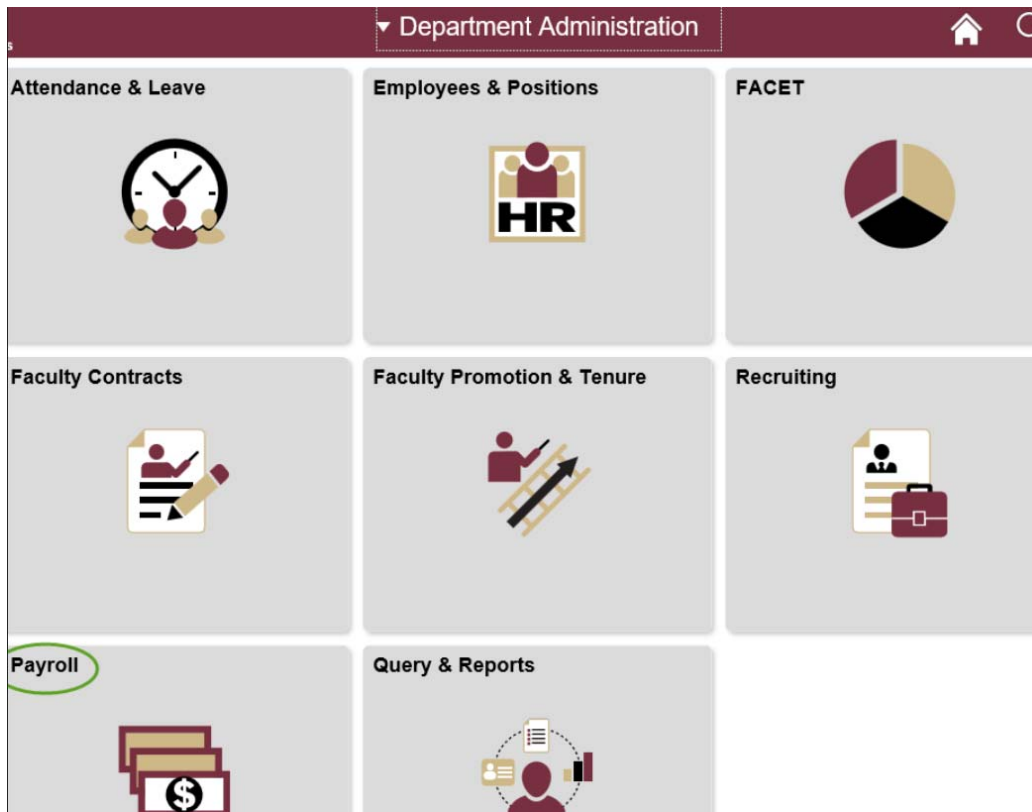 s
▾ Department Administration
Attendance & Leave
Employees & Positions
FACET
HR
Faculty Contracts
Faculty Promotion & Tenure
Recruiting
Payroll
Query & Reports
$